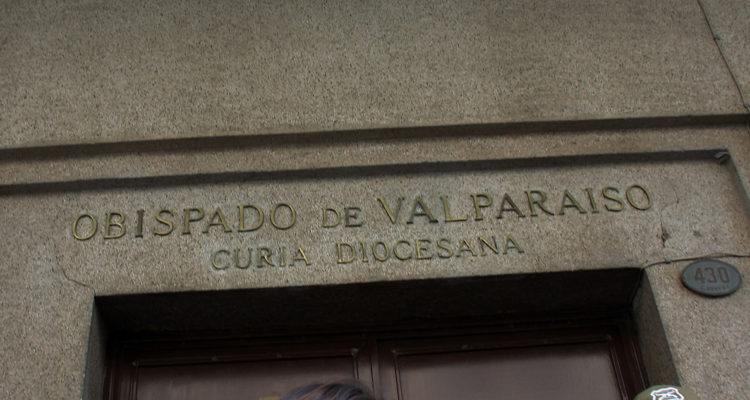 OBISPADO DE VALPARAISO
CURIA DIOCESANA
430